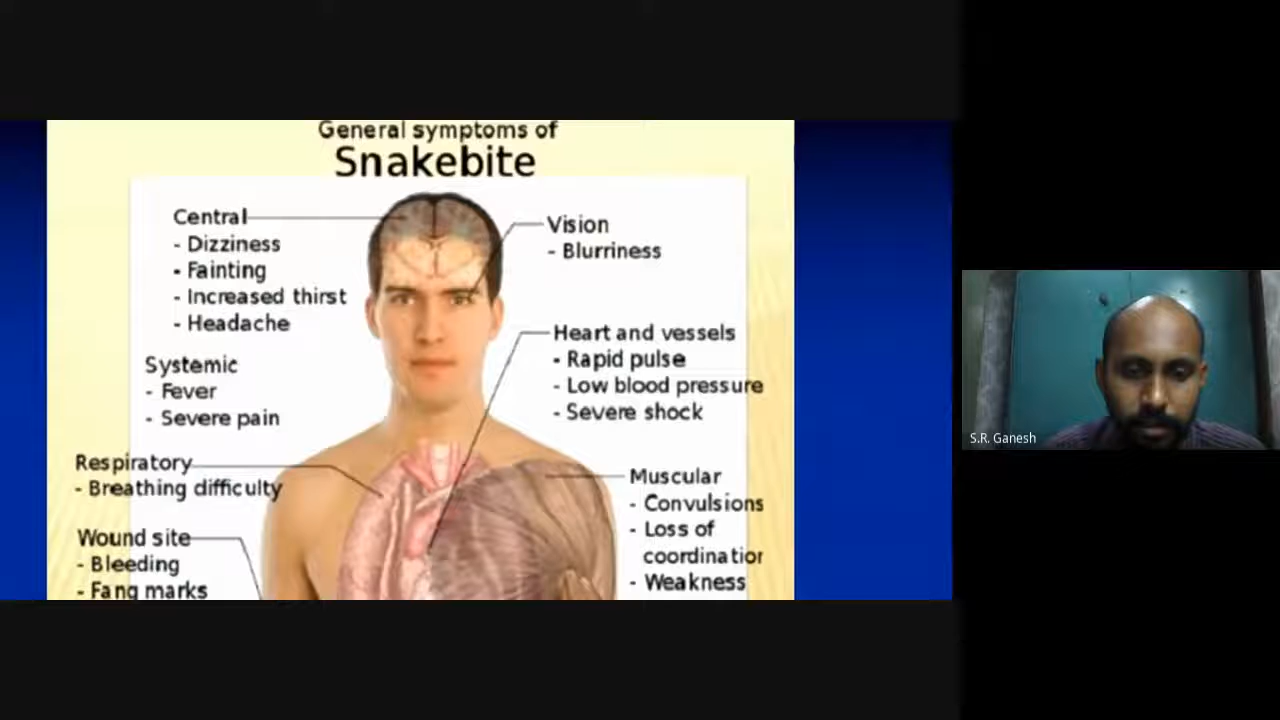 General symptoms of
Snakebite
Central
- Dizziness
- Fainting
- Increased thirst
- Headache
Vision
- Blurriness
Systemic
- Fever
- Severe pain
Heart and vessels
- Rapid pulse
- Low blood pressure
- Severe shock
Respiratory
- Breathing difficulty
Muscular
- Convulsions
- Loss of
coordination
- Weakness
Wound site
- Bleeding
- Fang marks
S.R. Ganesh